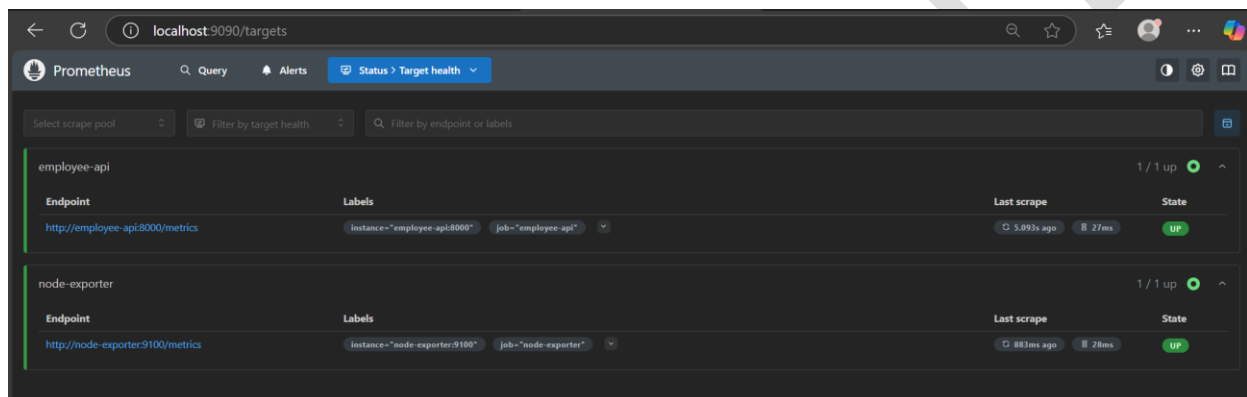 localhost:9090/targets
Prometheus Query Alerts Status > Target health
Select scrape pool Filter by target health Filter by endpoint or labels
employee-api 1 / 1 up
Endpoint Labels Last scrape State
http://employee-api:8000/metrics instance="employee-api:8000" job="employee-api" 5.093s ago 27ms UP
node-exporter 1 / 1 up
Endpoint Labels Last scrape State
http://node-exporter:9100/metrics instance="node-exporter:9100" job="node-exporter" 883ms ago 28ms UP